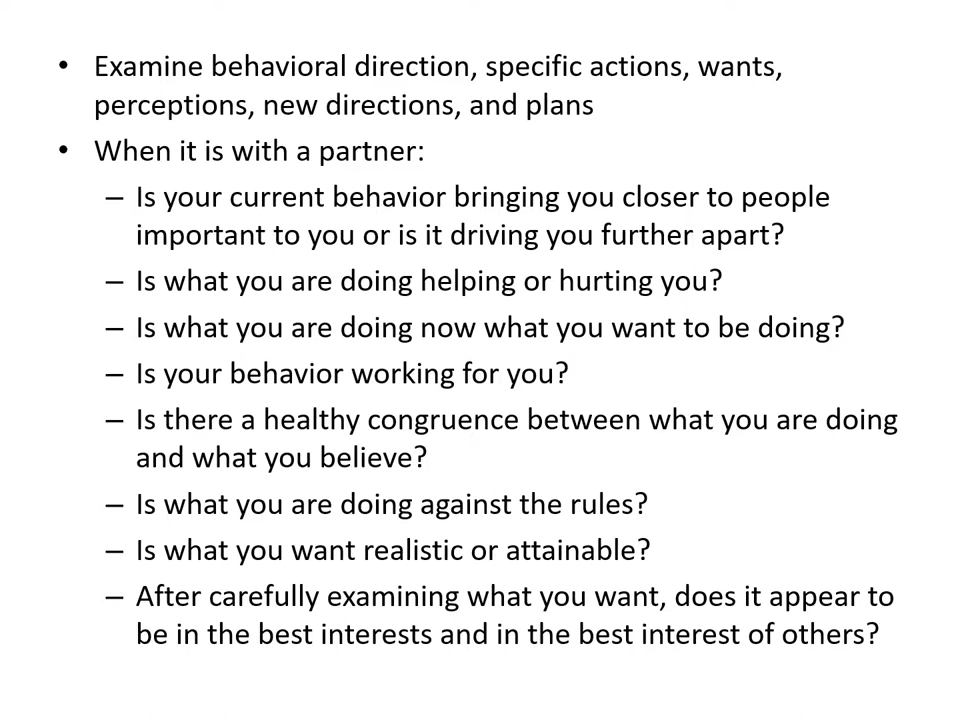 • Examine behavioral direction, specific actions, wants,
perceptions, new directions, and plans
• When it is with a partner:
– Is your current behavior bringing you closer to people
important to you or is it driving you further apart?
– Is what you are doing helping or hurting you?
– Is what you are doing now what you want to be doing?
– Is your behavior working for you?
– Is there a healthy congruence between what you are doing
and what you believe?
– Is what you are doing against the rules?
– Is what you want realistic or attainable?
– After carefully examining what you want, does it appear to
be in the best interests and in the best interest of others?